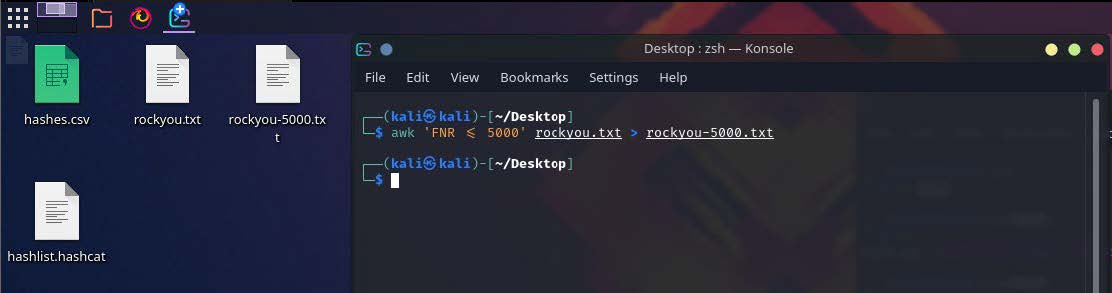 Desktop : zsh — Konsole
File Edit View Bookmarks Settings Help
hashes.csv
rockyou.txt
rockyou-5000.tx
t
hashlist.hashcat
┌──(kali㉿kali)-[~/Desktop]
└─$ awk 'FNR <= 5000' rockyou.txt > rockyou-5000.txt
┌──(kali㉿kali)-[~/Desktop]
└─$